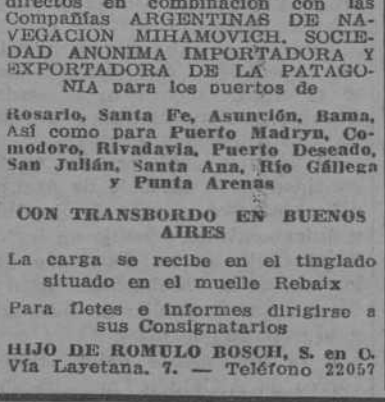 directos en combinación con las
Compañías ARGENTINAS DE NA-
VEGACION MIHAMOVICH, SOCIE-
DAD ANONIMA IMPORTADORA Y
EXPORTADORA DE LA PATAGO-
NIA para los puertos de
Rosario, Santa Fe, Asunción, Bama,
Así como para Puerto Madryn, Co-
modoro, Rivadavia, Puerto Deseado,
San Julián, Santa Ana, Río Gállega
y Punta Arenas
CON TRANSBORDO EN BUENOS
AIRES
La carga se recibe en el tinglado
situado en el muelle Rebaix
Para fletes e informes dirigirse a
sus Consignatarios
HIJO DE ROMULO BOSCH, S. en C.
Vía Layetana, 7. — Teléfono 22057